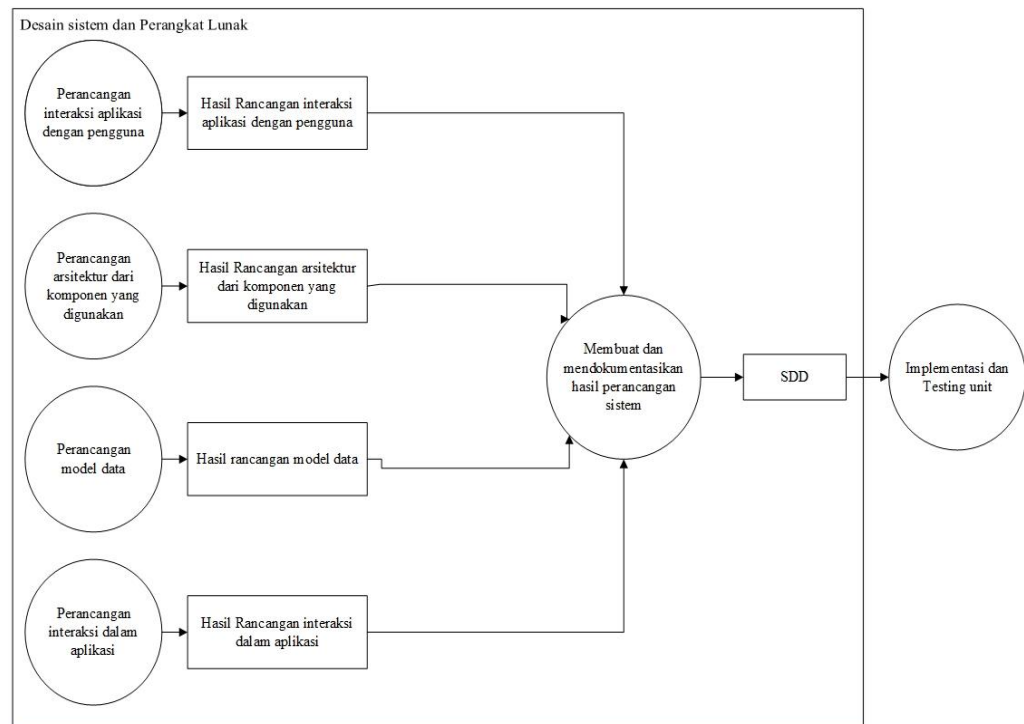 Desain sistem dan Perangkat Lunak
Perancangan
interaksi aplikasi
dengan pengguna
Hasil Rancangan interaksi
aplikasi dengan pengguna
Perancangan
arsitektur dari
komponen yang
digunakan
Hasil Rancangan arsitektur
dari komponen yang
digunakan
Membuat dan
mendokumentasikan
hasil perancangan
sistem
SDD
Implementasi dan
Testing unit
Perancangan
model data
Hasil rancangan model data
Perancangan
interaksi dalam
aplikasi
Hasil Rancangan interaksi
dalam aplikasi